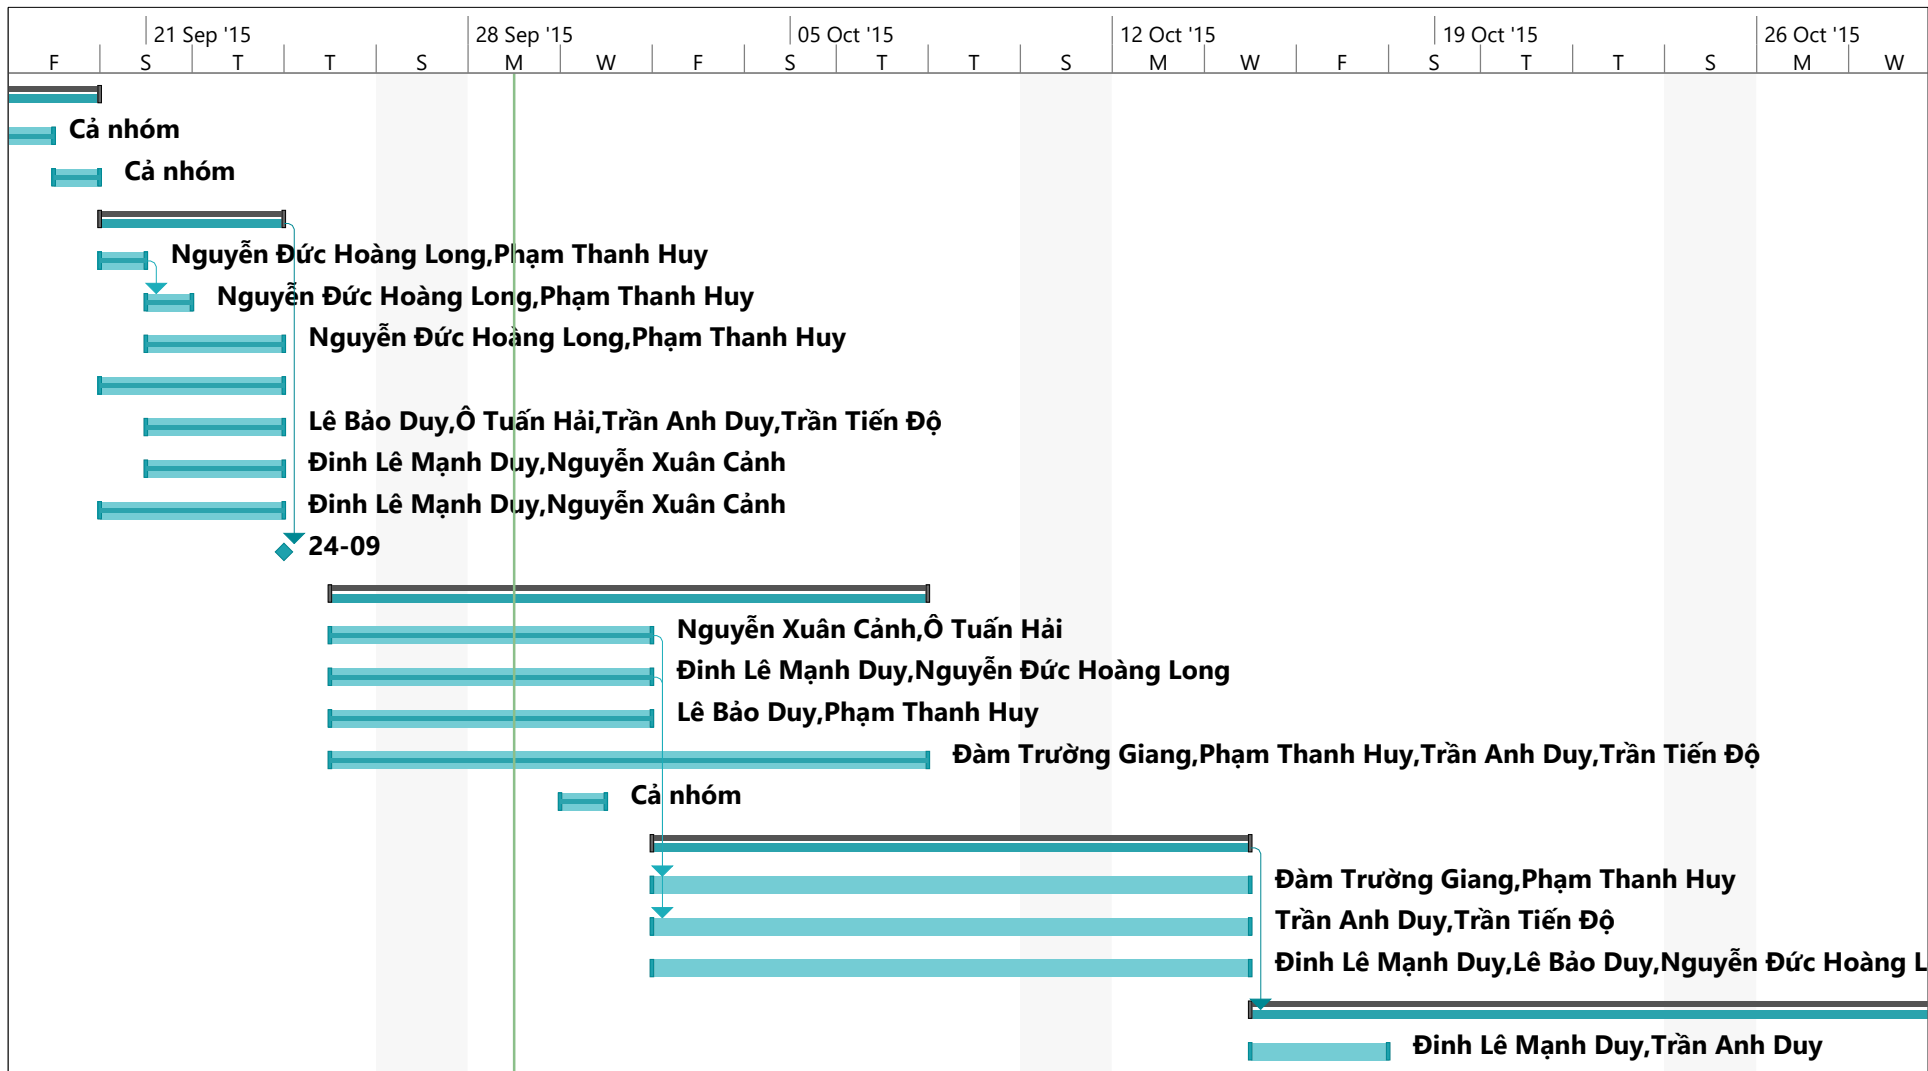 21 Sep '15 28 Sep '15 05 Oct '15 12 Oct '15 19 Oct '15 26 Oct '15
F S T T S M W F S T T S M W F S T T S M W
Cả nhóm
Cả nhóm
Nguyễn Đức Hoàng Long,Phạm Thanh Huy
Nguyễn Đức Hoàng Long,Phạm Thanh Huy
Nguyễn Đức Hoàng Long,Phạm Thanh Huy
Lê Bảo Duy,Ô Tuấn Hải,Trần Anh Duy,Trần Tiến Độ
Đinh Lê Mạnh Duy,Nguyễn Xuân Cảnh
Đinh Lê Mạnh Duy,Nguyễn Xuân Cảnh
24-09
Nguyễn Xuân Cảnh,Ô Tuấn Hải
Đinh Lê Mạnh Duy,Nguyễn Đức Hoàng Long
Lê Bảo Duy,Phạm Thanh Huy
Đàm Trường Giang,Phạm Thanh Huy,Trần Anh Duy,Trần Tiến Độ
Cả nhóm
Đàm Trường Giang,Phạm Thanh Huy
Trần Anh Duy,Trần Tiến Độ
Đinh Lê Mạnh Duy,Lê Bảo Duy,Nguyễn Đức Hoàng L
Đinh Lê Mạnh Duy,Trần Anh Duy